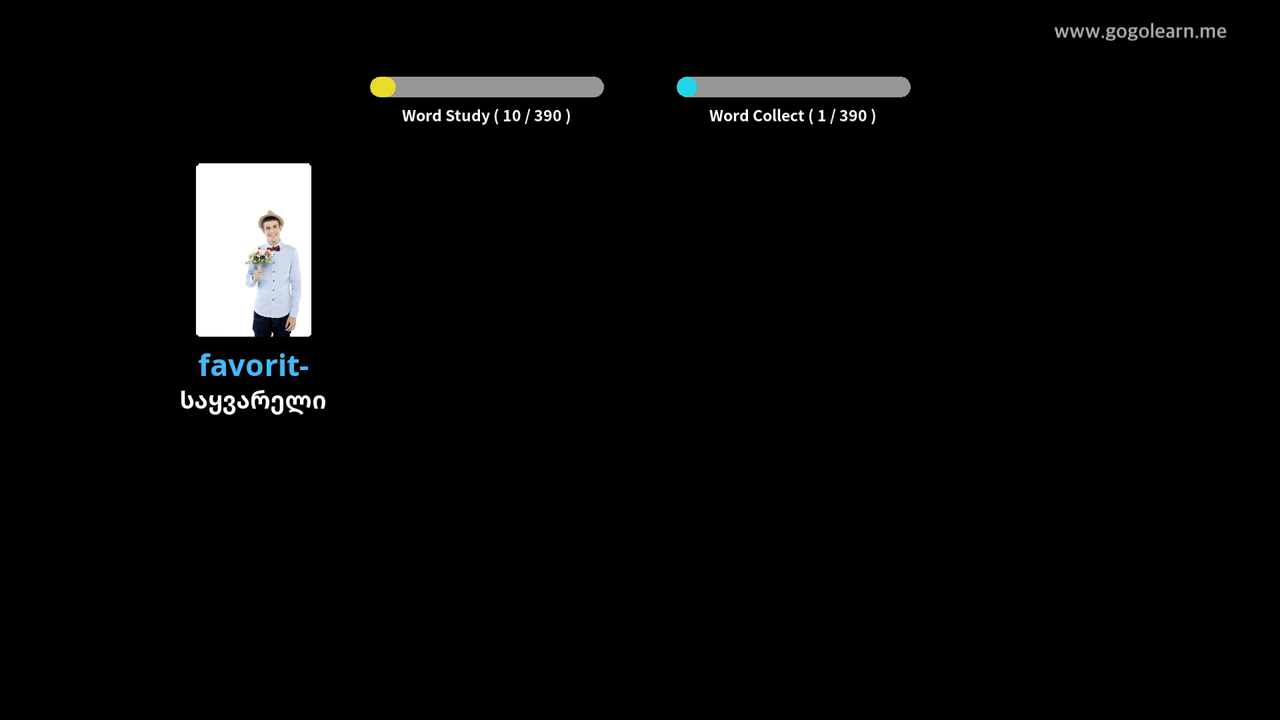 www.gogolearn.me
Word Study ( 10 / 390 )
Word Collect ( 1 / 390 )
favorit-
საყვარელი